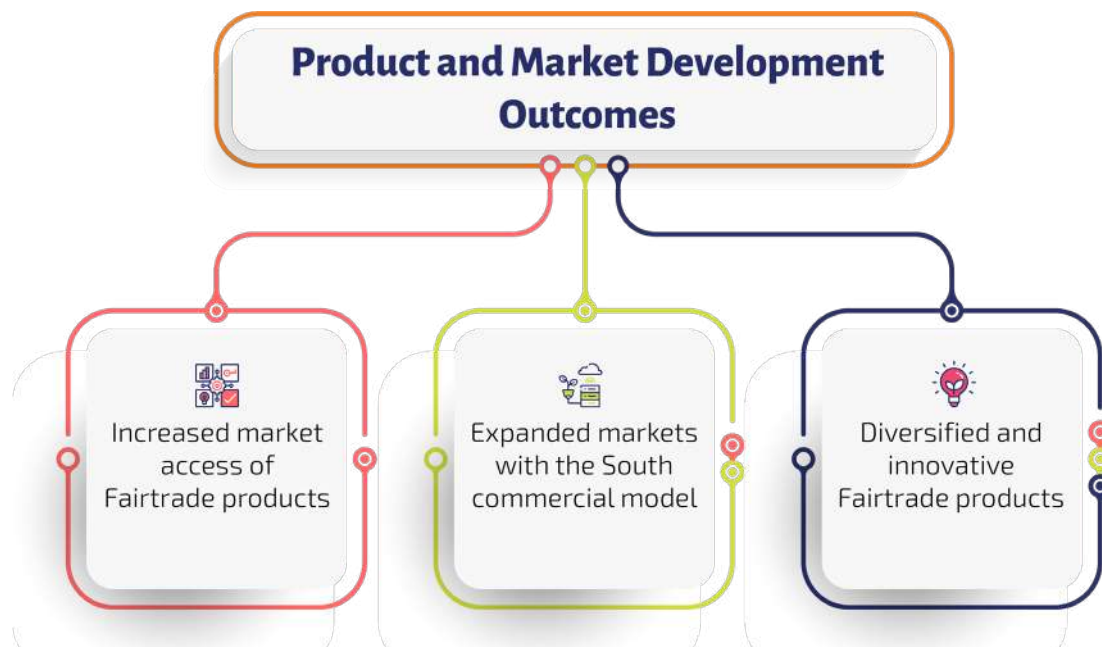 Product and Market Development
Outcomes
Increased market
access of
Fairtrade products
Expanded markets
with the South
commercial model
Diversified and
innovative
Fairtrade products